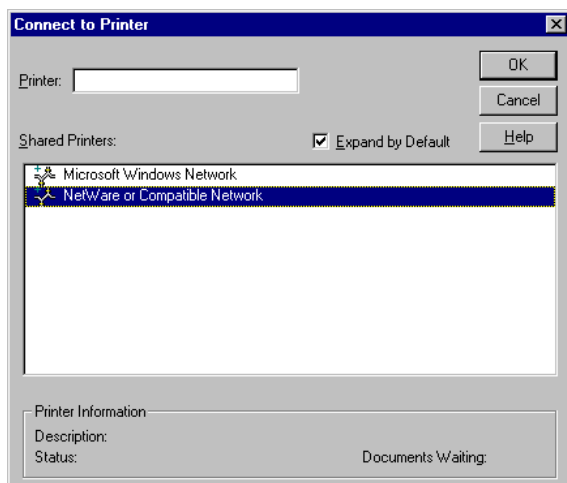 Connect to Printer
Printer:
OK
Cancel
Help
Shared Printers:
Expand by Default
Microsoft Windows Network
NetWare or Compatible Network
Printer Information
Description:
Status:
Documents Waiting: